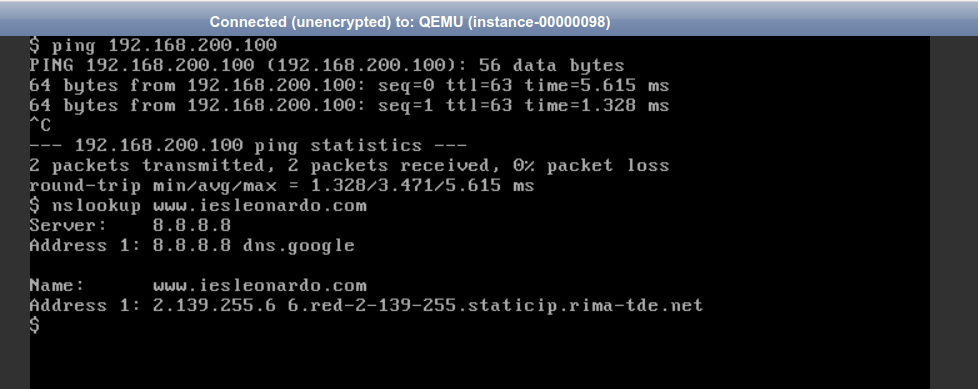 Connected (unencrypted) to: QEMU (instance-00000098)
$ ping 192.168.200.100
PING 192.168.200.100 (192.168.200.100): 56 data bytes
64 bytes from 192.168.200.100: seq=0 ttl=63 time=5.615 ms
64 bytes from 192.168.200.100: seq=1 ttl=63 time=1.328 ms
^C
--- 192.168.200.100 ping statistics ---
2 packets transmitted, 2 packets received, 0% packet loss
round-trip min/avg/max = 1.328/3.471/5.615 ms
$ nslookup www.iesleonardo.com
Server:    8.8.8.8
Address 1: 8.8.8.8 dns.google

Name:      www.iesleonardo.com
Address 1: 2.139.255.6 6.red-2-139-255.staticip.rima-tde.net
$